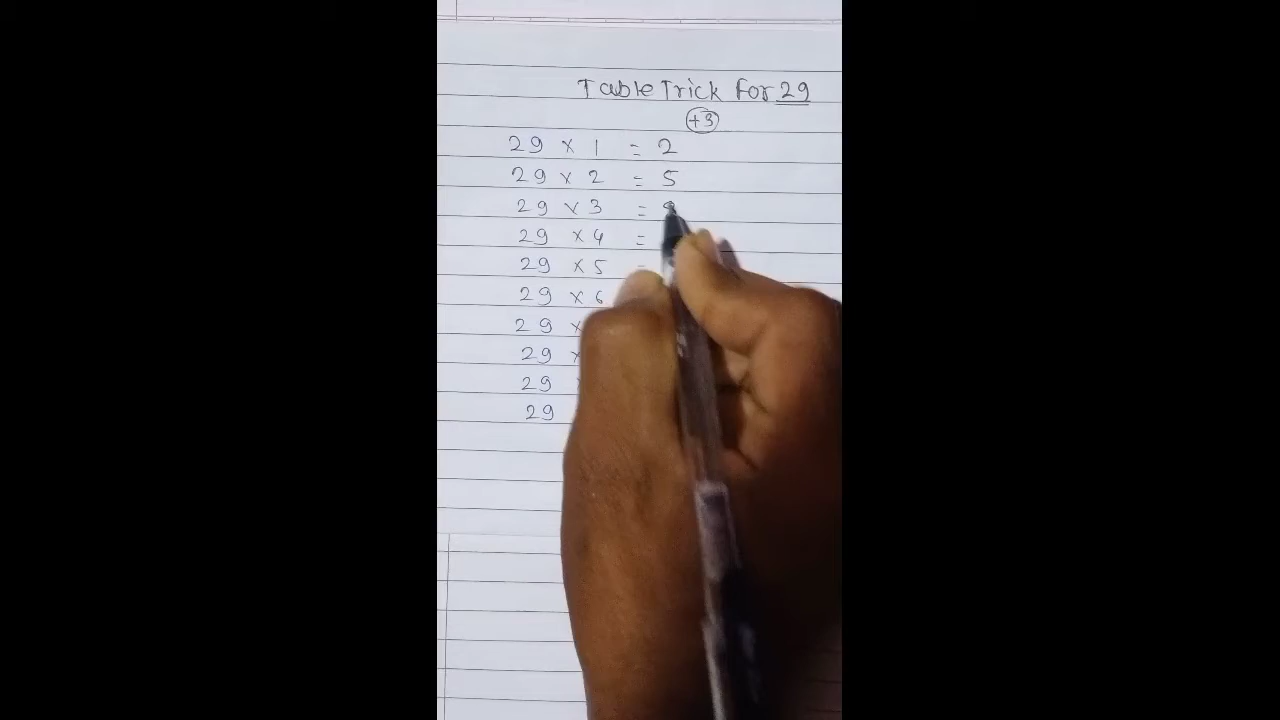 Table Trick For 29
+3
29 × 1 = 2
29 × 2 = 5
29 × 3 =
29 × 4 =
29 × 5 =
29 × 6
29 ×
29 ×
29 ×
29